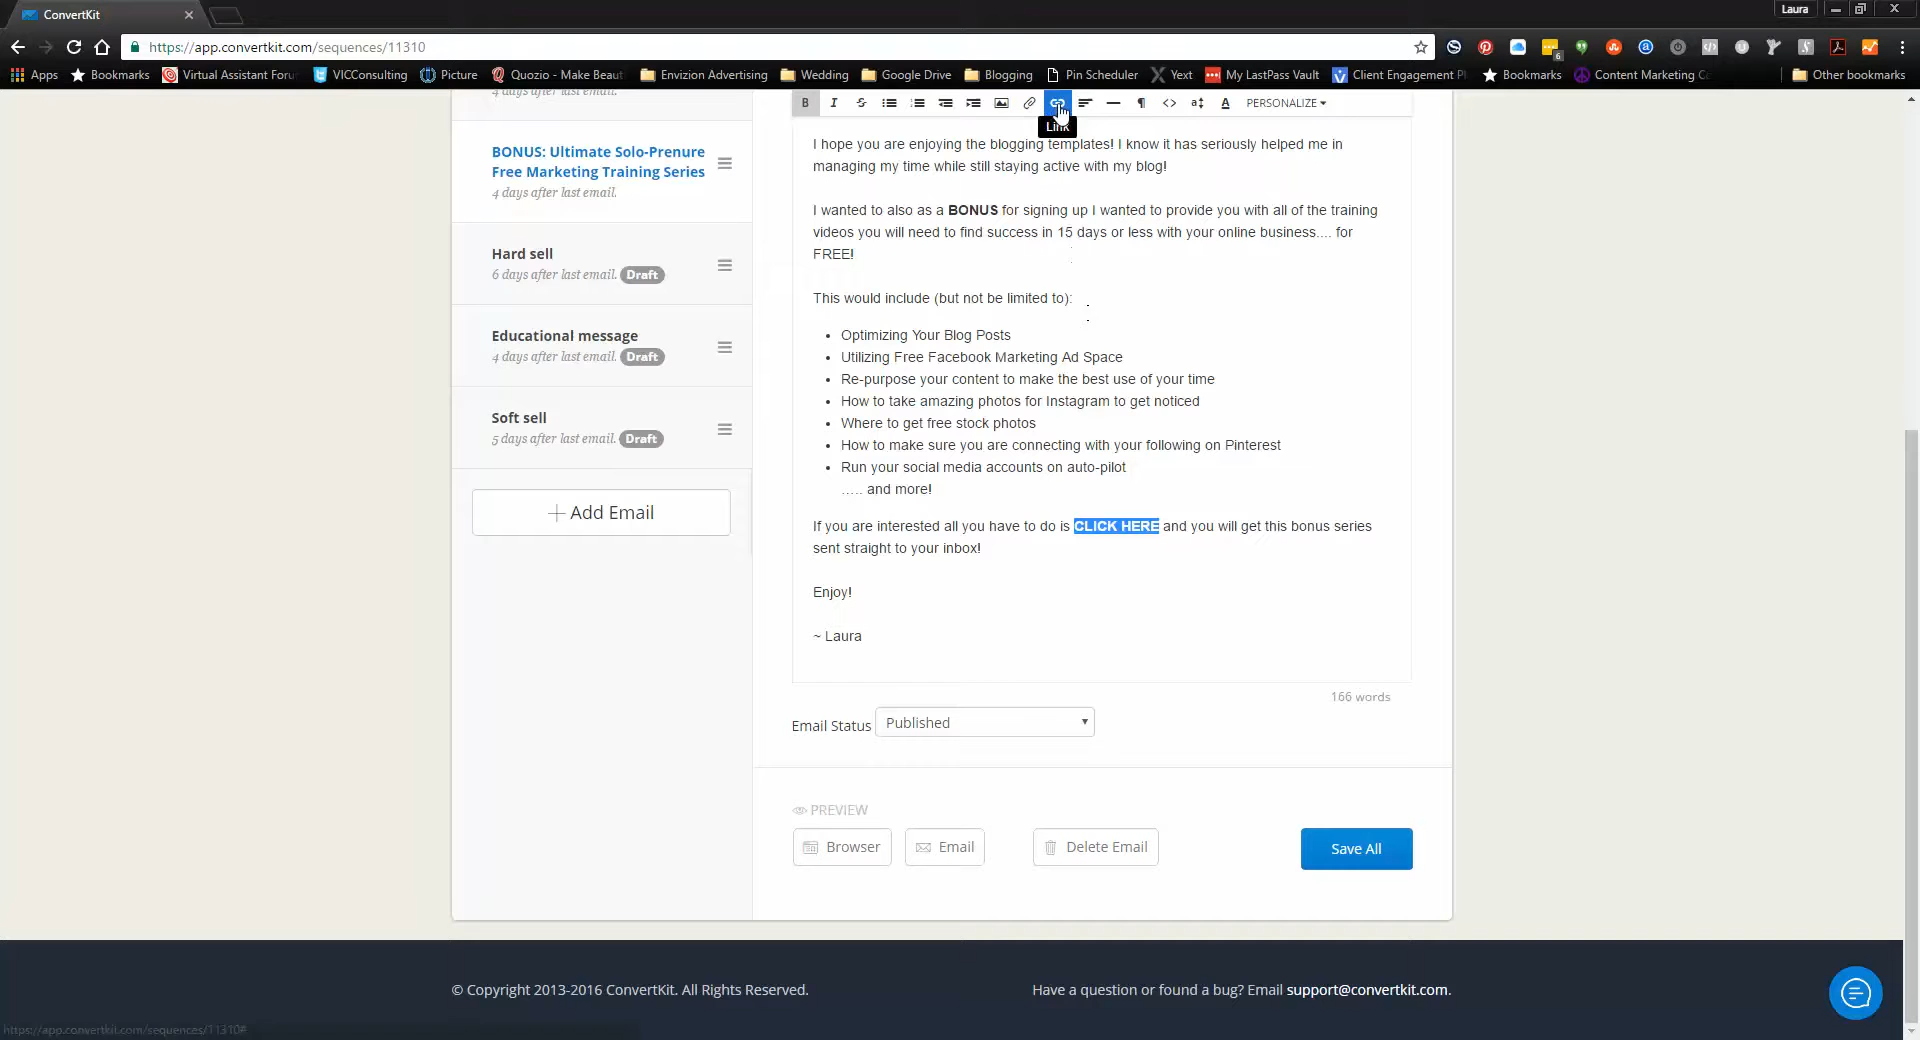 ConvertKit
Laura
https://app.convertkit.com/sequences/11310
6
Apps Bookmarks Virtual Assistant Foru VICConsulting Picture Quozio - Make Beaut Envizion Advertising Wedding Google Drive Blogging Pin Scheduler Yext My LastPass Vault Client Engagement Bookmarks Content Marketing Other bookmarks
4 days after last email.
BONUS: Ultimate Solo-Prenure
Free Marketing Training Series
4 days after last email.
Hard sell
6 days after last email. Draft
Educational message
4 days after last email. Draft
Soft sell
5 days after last email. Draft
+ Add Email
B I S PERSONALIZE
Link
I hope you are enjoying the blogging templates! I know it has seriously helped me in
managing my time while still staying active with my blog!
I wanted to also as a BONUS for signing up I wanted to provide you with all of the training
videos you will need to find success in 15 days or less with your online business.... for
FREE!
This would include (but not be limited to):
• Optimizing Your Blog Posts
• Utilizing Free Facebook Marketing Ad Space
• Re-purpose your content to make the best use of your time
• How to take amazing photos for Instagram to get noticed
• Where to get free stock photos
• How to make sure you are connecting with your following on Pinterest
• Run your social media accounts on auto-pilot
..... and more!
If you are interested all you have to do is CLICK HERE and you will get this bonus series
sent straight to your inbox!
Enjoy!
~ Laura
166 words
Email Status Published
PREVIEW
Browser Email Delete Email Save All
© Copyright 2013-2016 ConvertKit. All Rights Reserved. Have a question or found a bug? Email support@convertkit.com.
https://app.convertkit.com/sequences/11310#